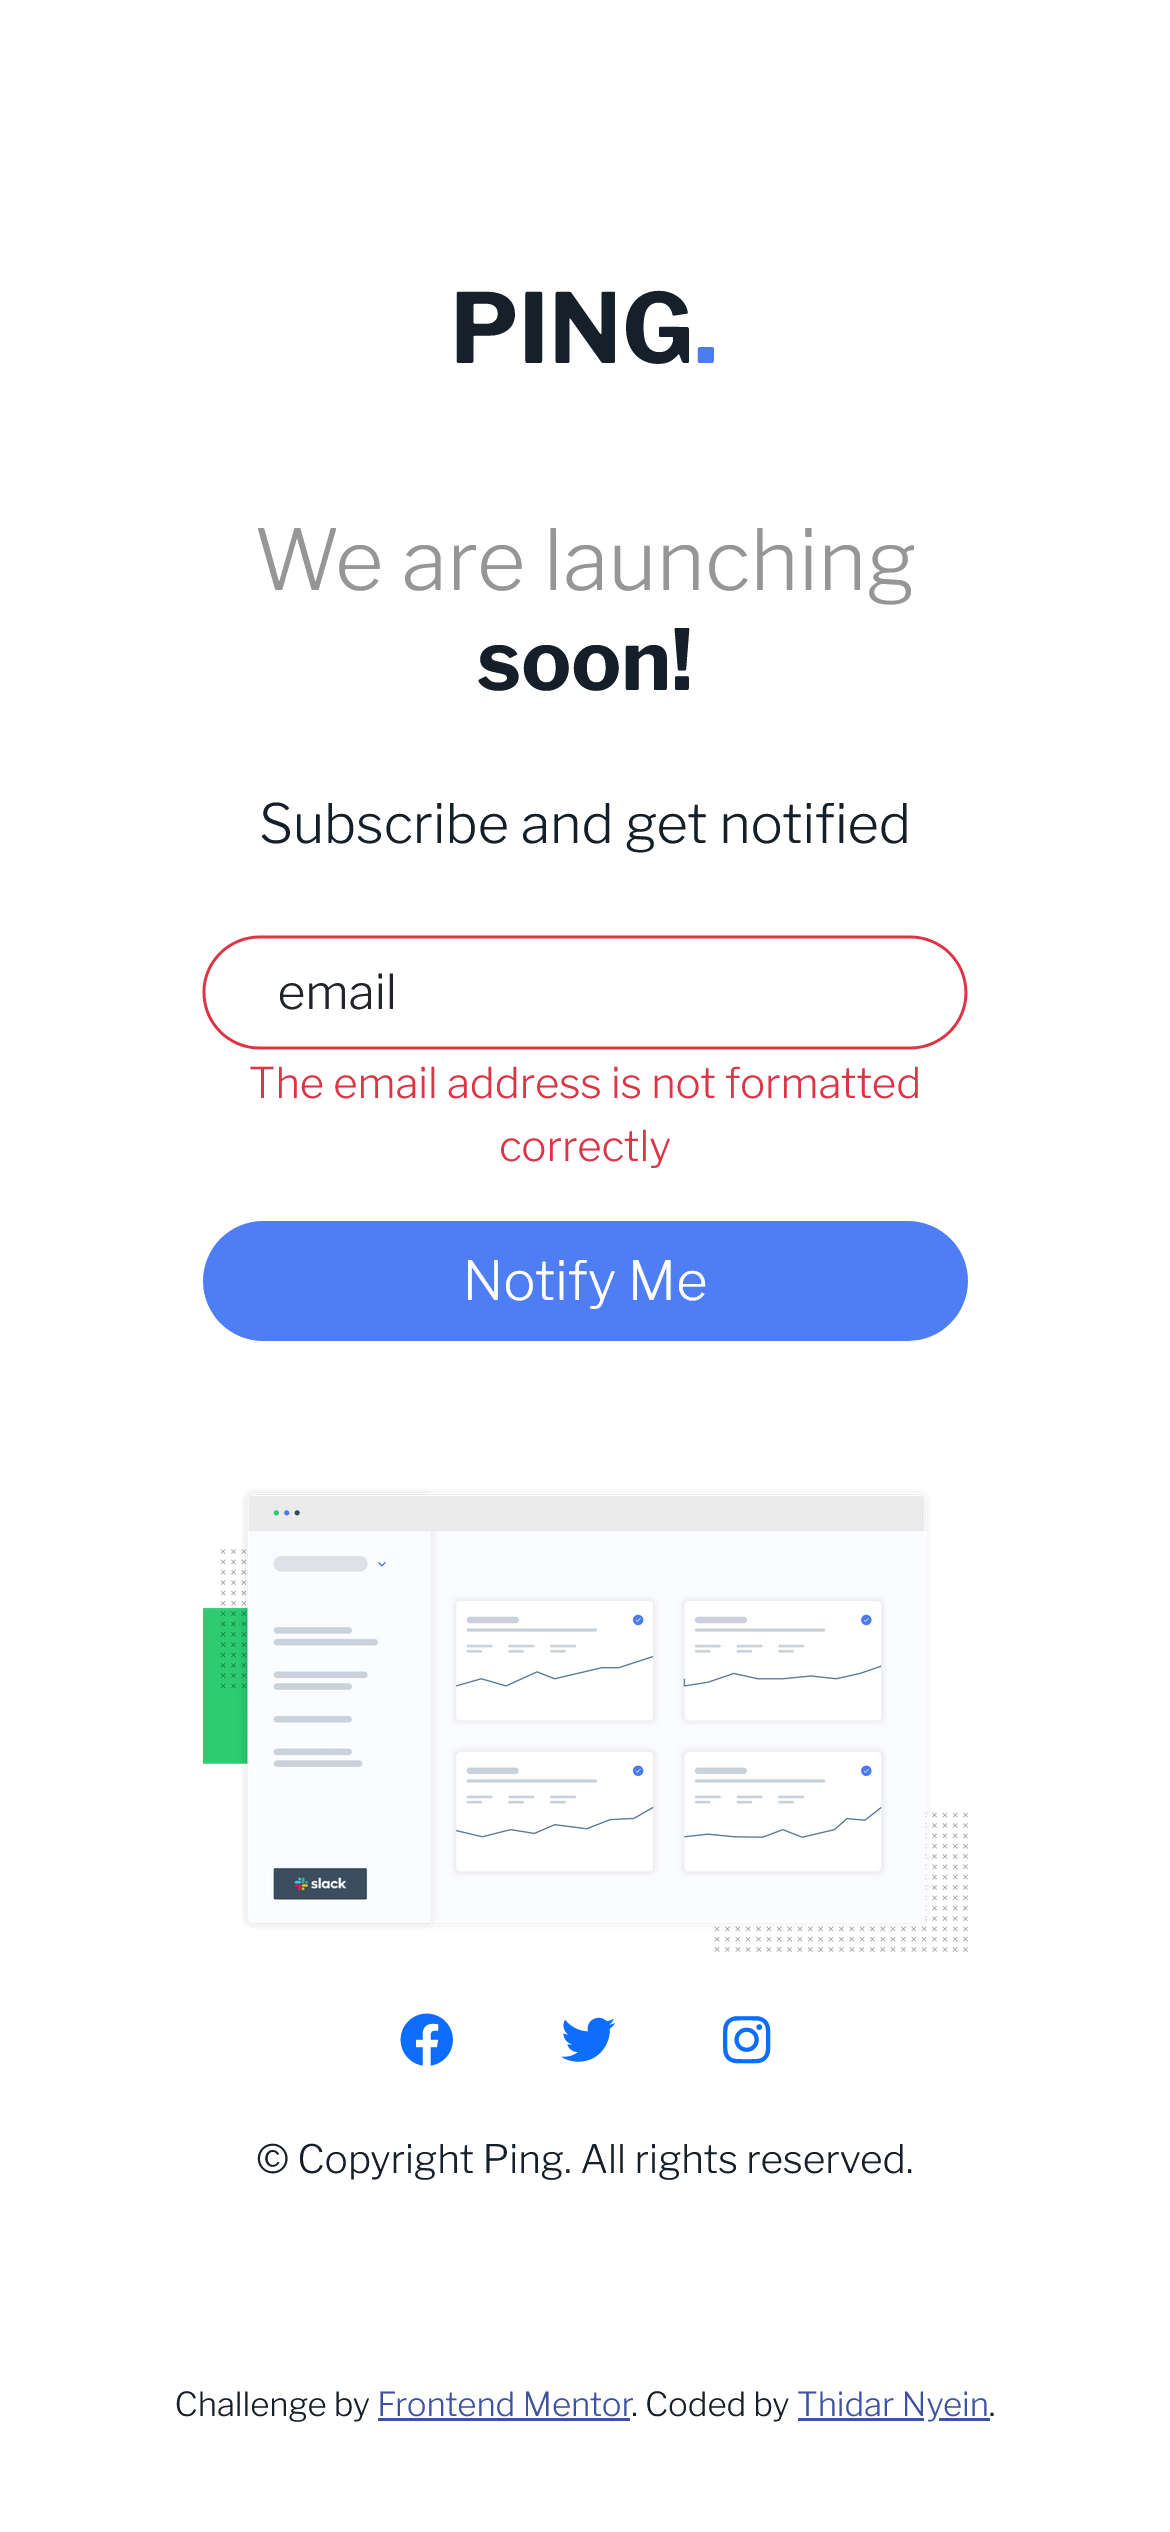 PING.
We are launching
soon!
Subscribe and get notified
email
The email address is not formatted
correctly
Notify Me
slack
© Copyright Ping. All rights reserved.
Challenge by Frontend Mentor. Coded by Thidar Nyein.